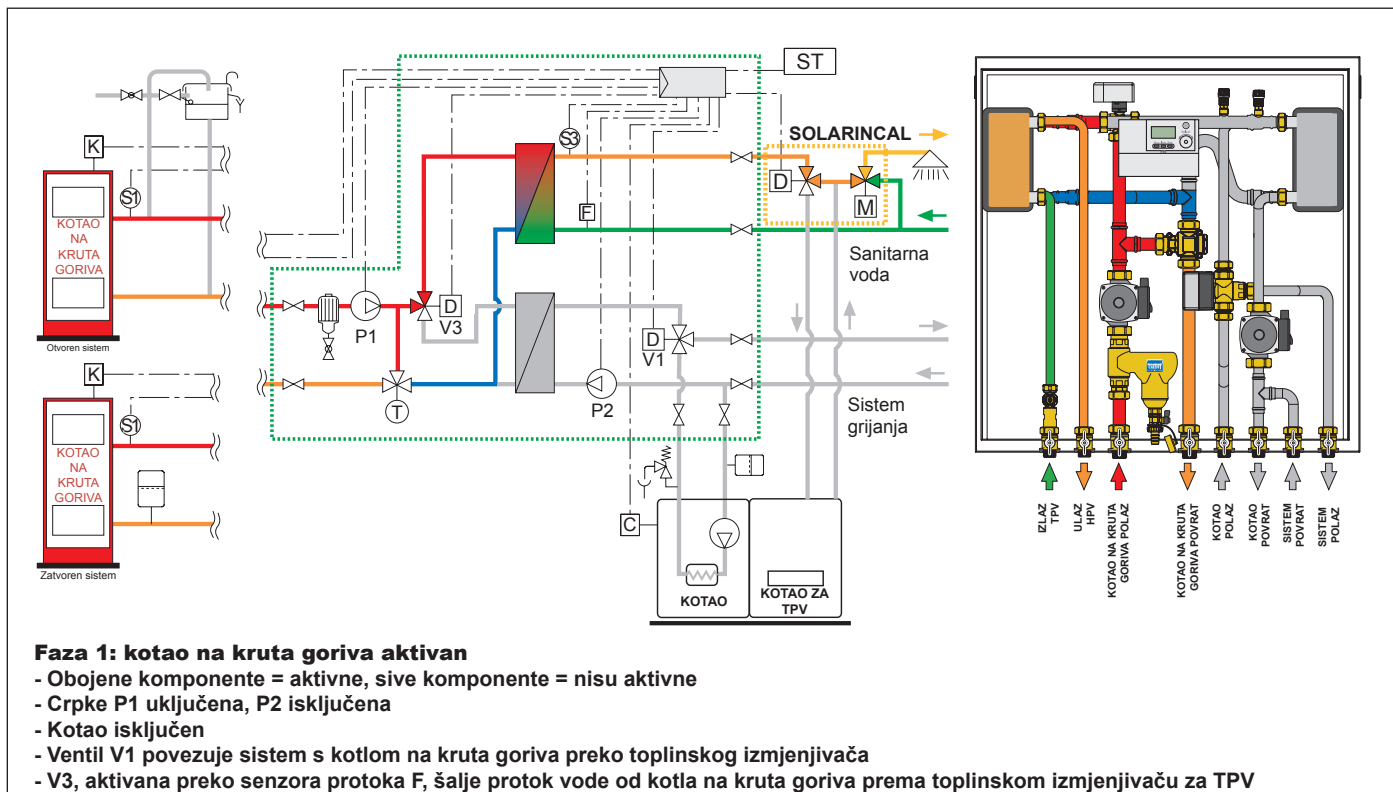 K
S1
KOTAO
NA
KRUTA
GORIVA
Otvoren sistem
K
S1
KOTAO
NA
KRUTA
GORIVA
Zatvoren sistem
ST
S3
SOLARINCAL
D
M
F
Sanitarna
voda
P1
D
V3
D
V1
T
P2
Sistem
grijanja
C
KOTAO
KOTAO ZA
TPV
IZLAZ
TPV
ULAZ
HPV
KOTAO NA KRUTA
GORIVA POLAZ
KOTAO NA KRUTA
GORIVA POVRAT
KOTAO
POLAZ
KOTAO
POVRAT
SISTEM
POVRAT
SISTEM
POLAZ
Faza 1: kotao na kruta goriva aktivan
- Obojene komponente = aktivne, sive komponente = nisu aktivne
- Crpke P1 uključena, P2 isključena
- Kotao isključen
- Ventil V1 povezuje sistem s kotlom na kruta goriva preko toplinskog izmjenjivača
- V3, aktivana preko senzora protoka F, šalje protok vode od kotla na kruta goriva prema toplinskom izmjenjivaču za TPV